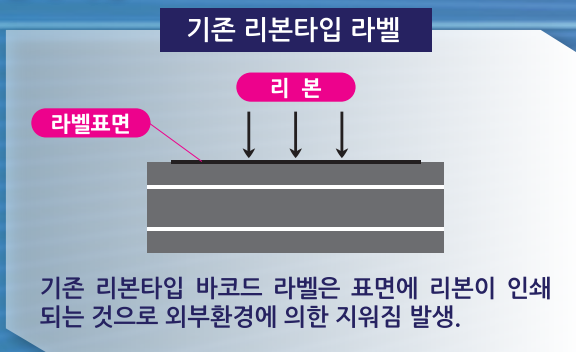 기존 리본타입 라벨
리 본
라벨표면
기존 리본타입 바코드 라벨은 표면에 리본이 인쇄
되는 것으로 외부환경에 의한 지워짐 발생.